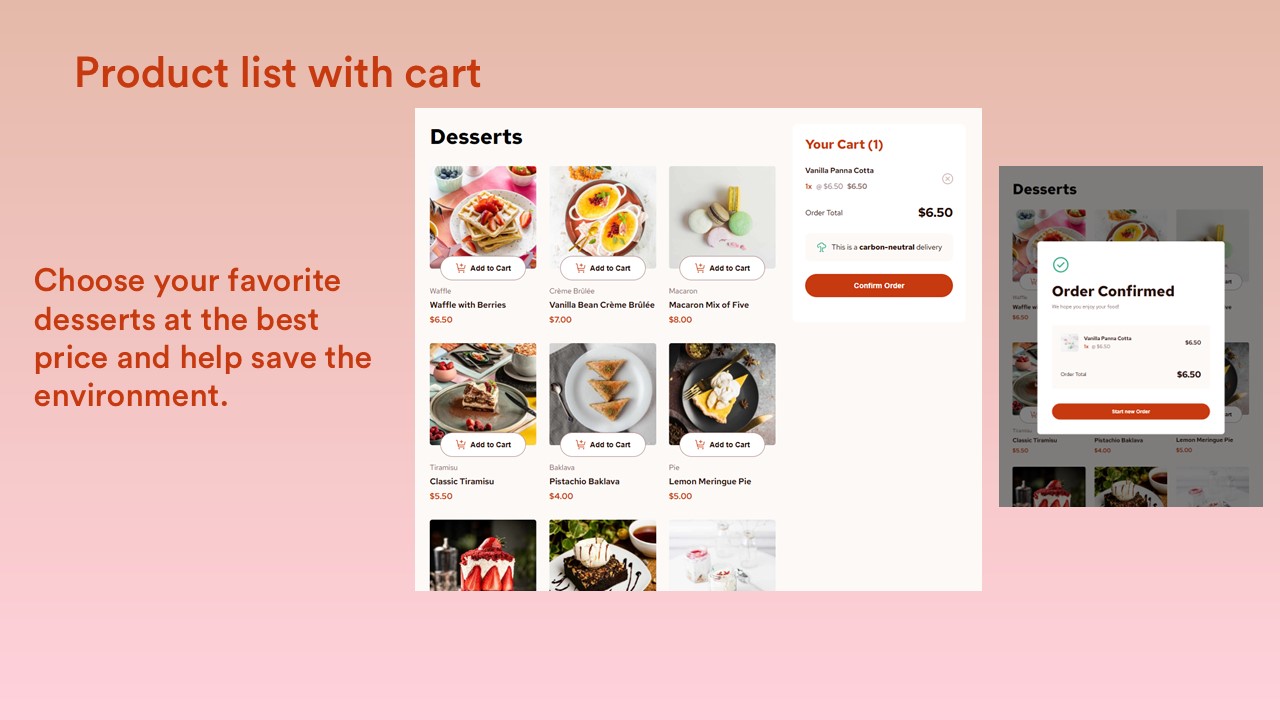 Product list with cart
Choose your favorite
desserts at the best
price and help save the
environment.
Desserts
Add to Cart
Add to Cart
Add to Cart
Waffle
Waffle with Berries
$6.50
Crème Brûlée
Vanilla Bean Crème Brûlée
$7.00
Macaron
Macaron Mix of Five
$8.00
Add to Cart
Add to Cart
Add to Cart
Tiramisu
Classic Tiramisu
$5.50
Baklava
Pistachio Baklava
$4.00
Pie
Lemon Meringue Pie
$5.00
Your Cart (1)
Vanilla Panna Cotta
1x @ $6.50 $6.50
Order Total $6.50
This is a carbon-neutral delivery
Confirm Order
Desserts
Order Confirmed
We hope you enjoy your food!
Vanilla Panna Cotta
1x @ $6.50
$6.50
Order Total $6.50
Start new Order
Waffle
$6.50
Classic Tiramisu
$5.50
Pistachio Baklava
$4.00
Lemon Meringue Pie
$5.00